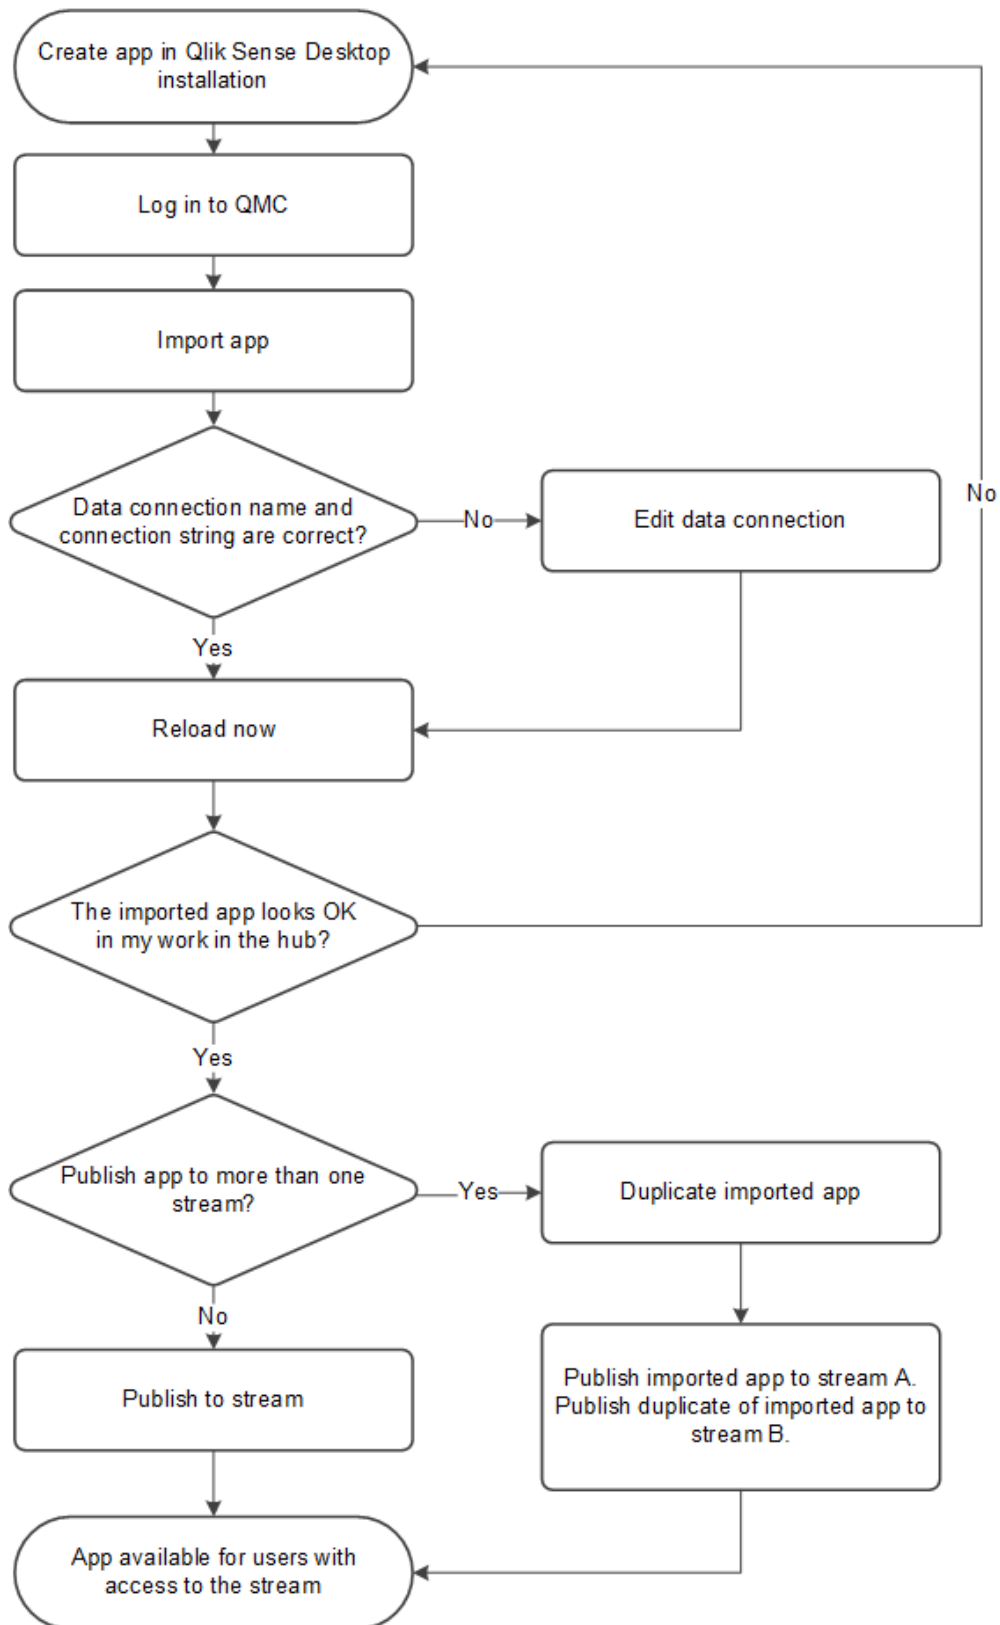 Create app in Qlik Sense Desktop
installation
Log in to QMC
Import app
Data connection name and
connection string are correct?
No
Edit data connection
No
Yes
Reload now
The imported app looks OK
in my work in the hub?
Yes
Publish app to more than one
stream?
Yes
Duplicate imported app
No
Publish to stream
Publish imported app to stream A.
Publish duplicate of imported app to
stream B.
App available for users with
access to the stream